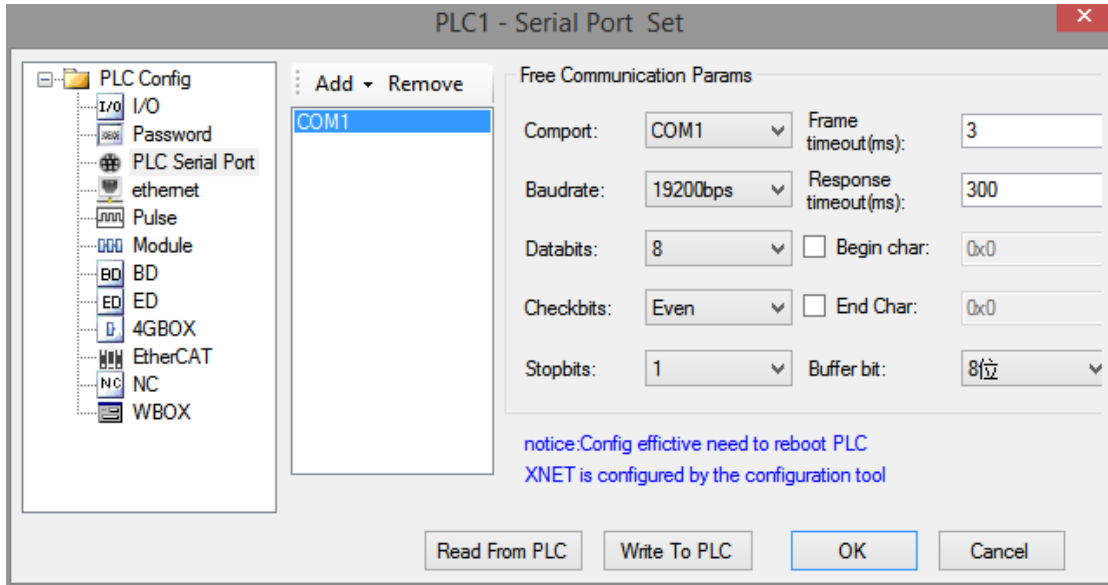 PLC1 - Serial Port Set
PLC Config
I/O I/O
Password
PLC Serial Port
ethernet
Pulse
Module
BD BD
ED ED
4GBOX
EtherCAT
NC NC
WBOX
Add Remove
COM1
Free Communication Params
Comport: COM1
Frame
timeout(ms): 3
Baudrate: 19200bps
Response
timeout(ms): 300
Databits: 8
Begin char: 0x0
Checkbits: Even
End Char: 0x0
Stopbits: 1
Buffer bit: 8位
notice:Config effictive need to reboot PLC
XNET is configured by the configuration tool
Read From PLC Write To PLC OK Cancel